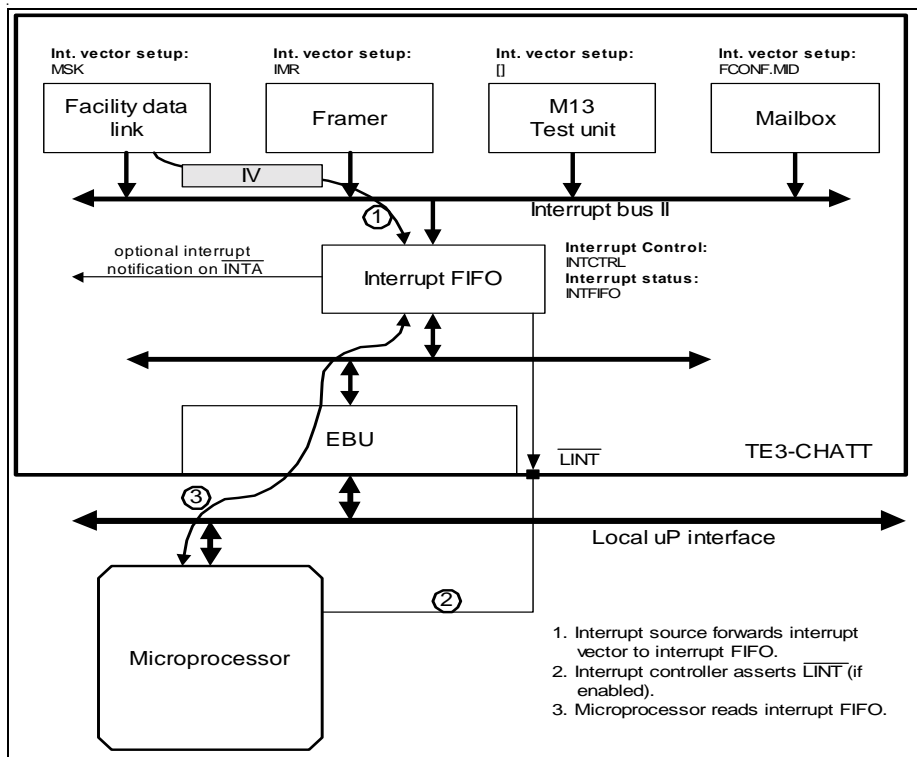 Int. vector setup:
MSK
Int. vector setup:
IMR
Int. vector setup:
[]
Int. vector setup:
FCONF.MID
Facility data
link
Framer
M13
Test unit
Mailbox
IV
1
Interrupt bus II
optional interrupt
notification on INTA
Interrupt FIFO
Interrupt Control:
INTCTRL
Interrupt status:
INTFIFO
EBU
LINT
TE3-CHATT
3
Local uP interface
2
Microprocessor
1. Interrupt source forwards interrupt
vector to interrupt FIFO.
2. Interrupt controller asserts LINT (if
enabled).
3. Microprocessor reads interrupt FIFO.